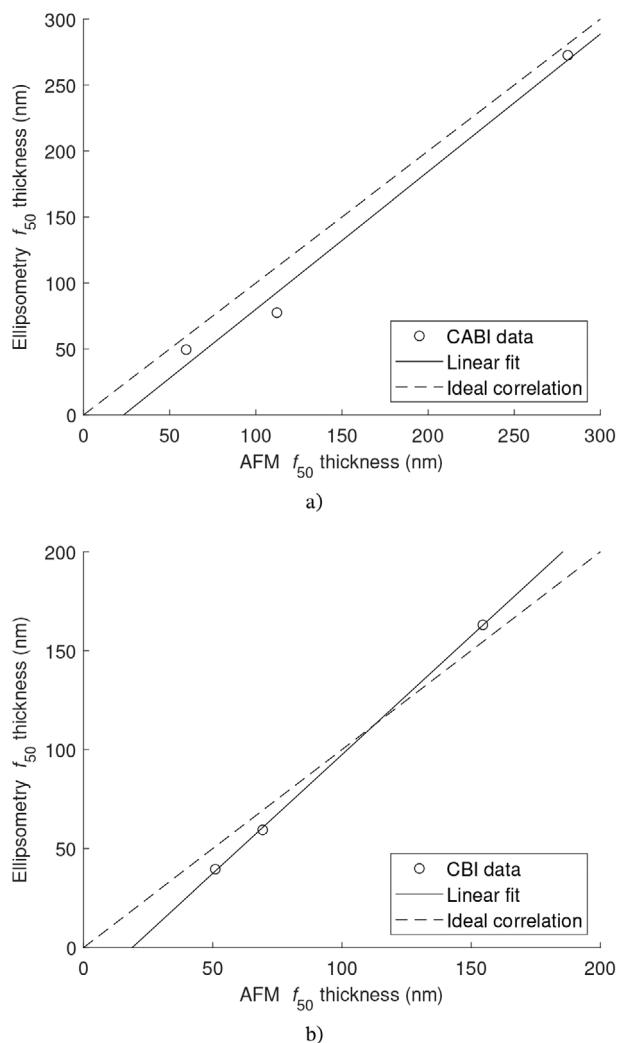 300
250
200
150
100
50
0
Ellipsometry f50 thickness (nm)
CABI data
Linear fit
Ideal correlation
0 50 100 150 200 250 300
AFM f50 thickness (nm)
a)
200
150
100
50
0
Ellipsometry f50 thickness (nm)
CBI data
Linear fit
Ideal correlation
0 50 100 150 200
AFM f50 thickness (nm)
b)